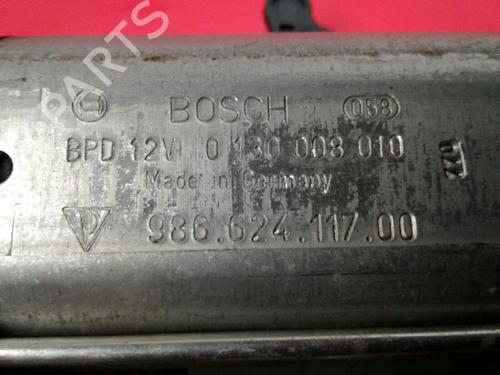 BOSCH 058
BPD 12V 0 130 008 010
Made in Germany
986.624.117.00
B PARTS